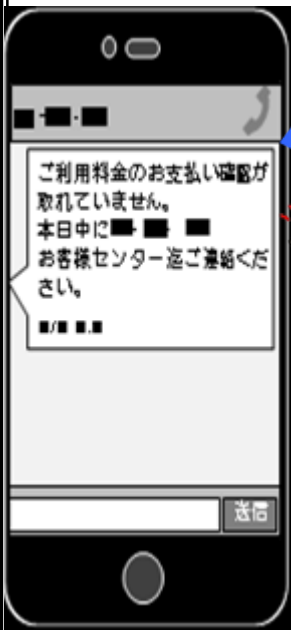 ご利用料金のお支払い確認が
取れていません。
本日中に
お客様センター迄ご連絡くだ
さい。
送信